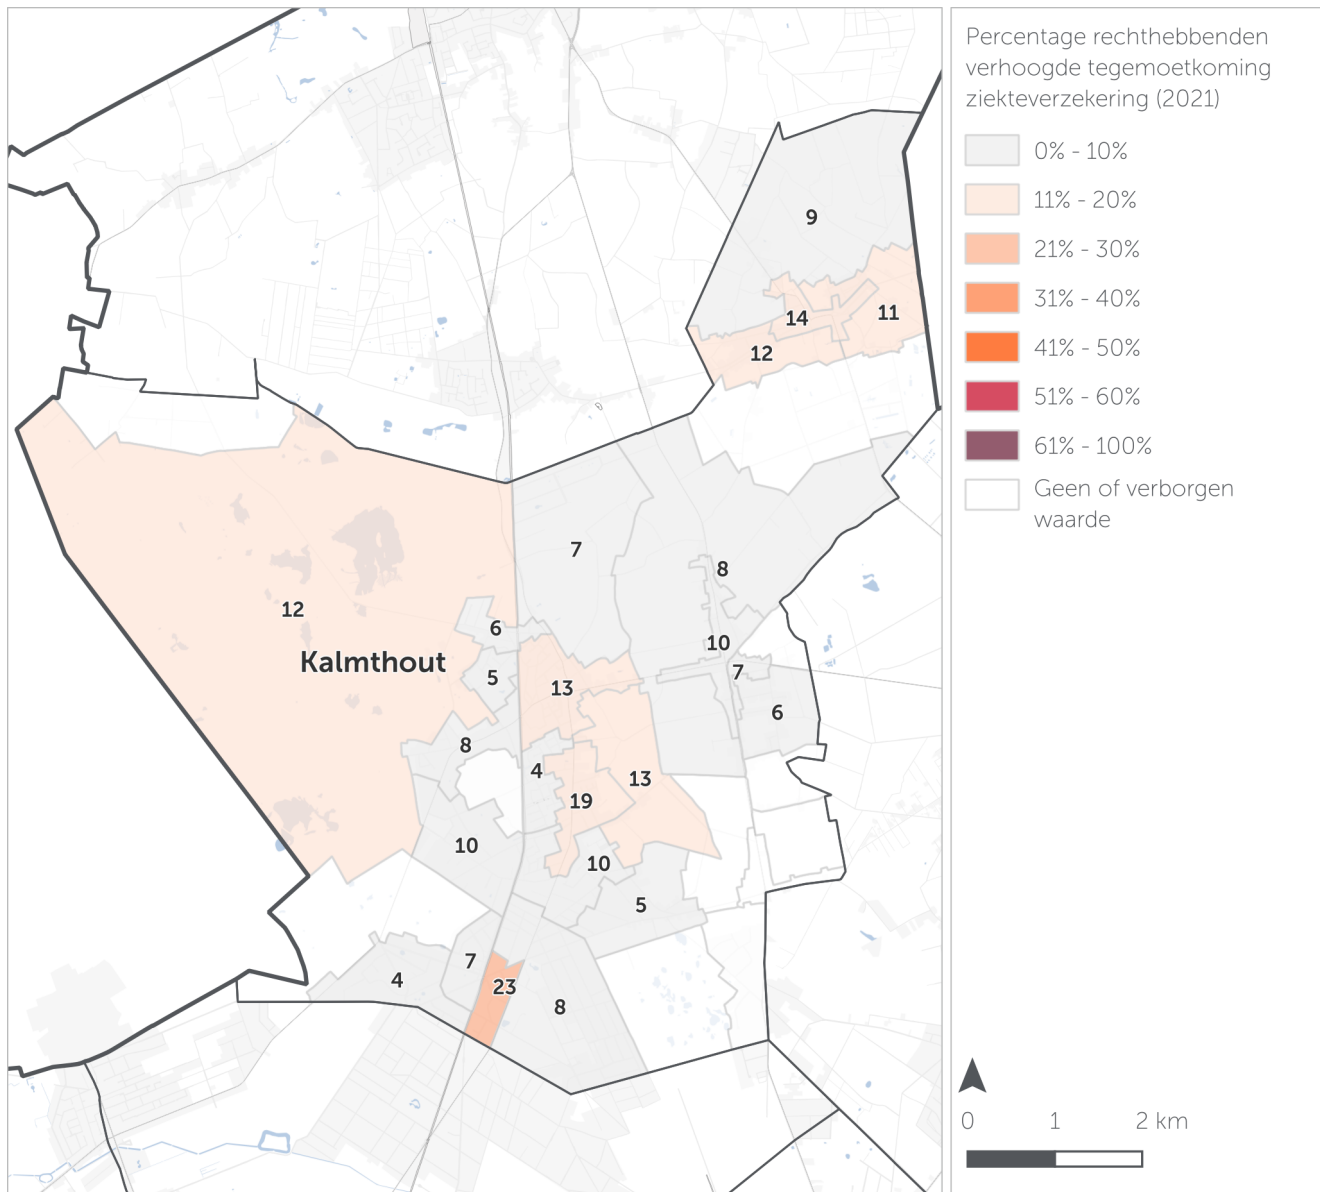 Percentage rechthebbenden
verhoogde tegemoetkoming
ziekteverzekering (2021)
0% - 10%
11% - 20%
21% - 30%
31% - 40%
41% - 50%
51% - 60%
61% - 100%
Geen of verborgen
waarde
9
14
11
12
7
8
12
6
10
Kalmthout
5
7
13
6
8
4
13
19
10
10
5
7
4
23
8
0 1 2 km